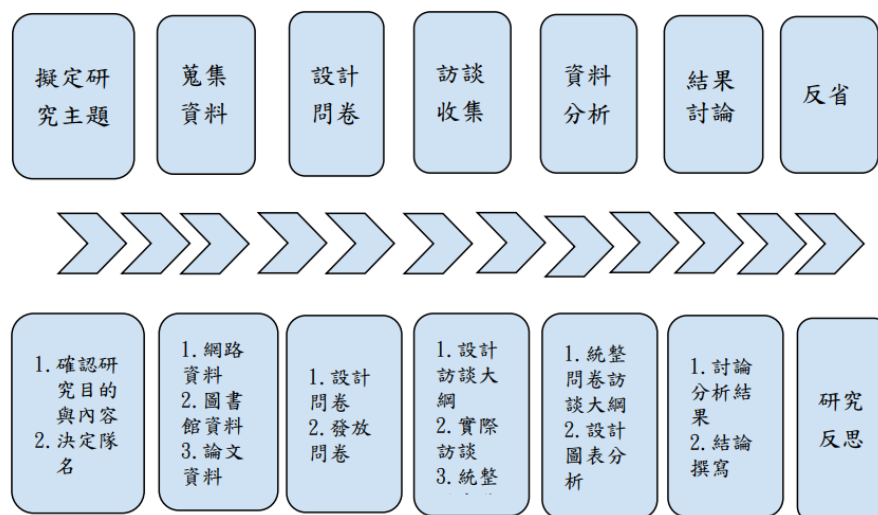 擬定研
究主題
蒐集
資料
設計
問卷
訪談
收集
資料
分析
結果
討論
反省
1.確認研
究目的
與內容
2.決定隊
名
1.網路
資料
2.圖書
館資料
3.論文
資料
1.設計
問卷
2.發放
問卷
1.設計
訪談大
綱
2.實際
訪談
3.統整
1.統整
問卷訪
談大綱
2.設計
圖表分
析
1.討論
分析結
果
2.結論
撰寫
研究
反思